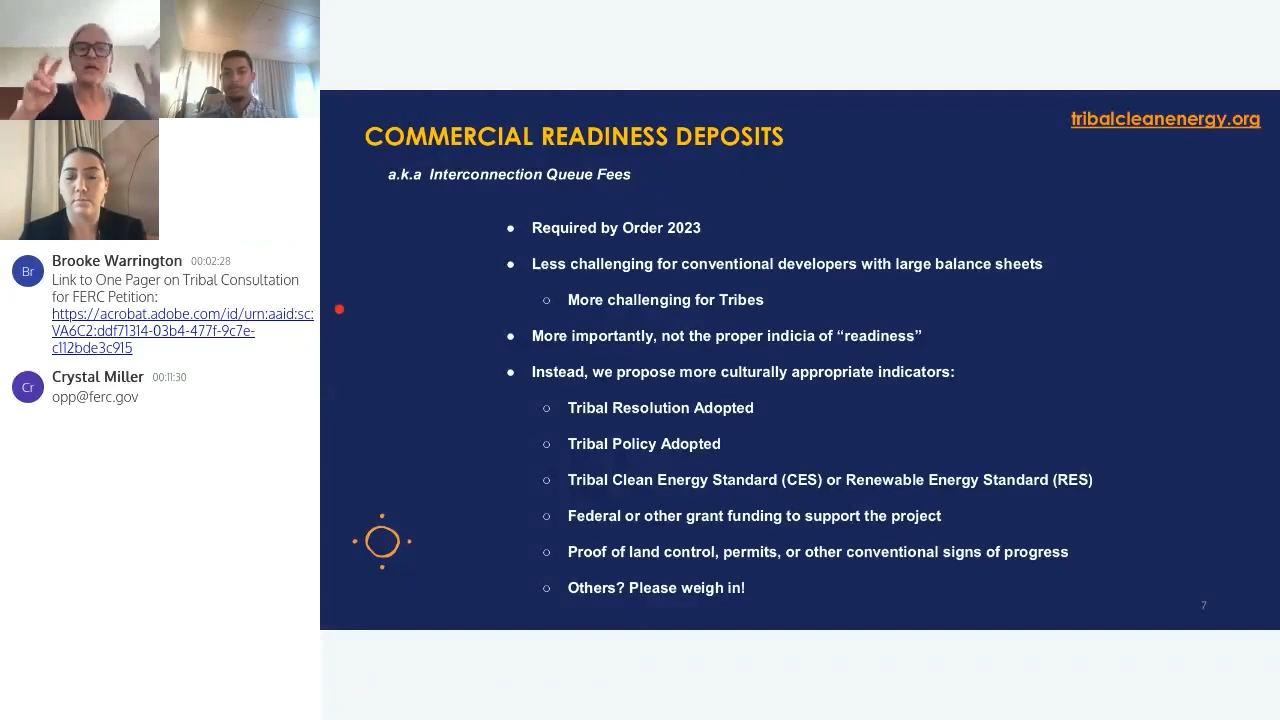 Br
Brooke Warrington 00:02:28
Link to One Pager on Tribal Consultation
for FERC Petition:
https://acrobat.adobe.com/id/urn:aaid:sc:
VA6C2:ddf71314-03b4-477f-9c7e-
c112bde3c915
Cr
Crystal Miller 00:11:30
opp@ferc.gov
tribalcleanenergy.org
COMMERCIAL READINESS DEPOSITS
a.k.a Interconnection Queue Fees
● Required by Order 2023
● Less challenging for conventional developers with large balance sheets
○ More challenging for Tribes
● More importantly, not the proper indicia of “readiness”
● Instead, we propose more culturally appropriate indicators:
○ Tribal Resolution Adopted
○ Tribal Policy Adopted
○ Tribal Clean Energy Standard (CES) or Renewable Energy Standard (RES)
○ Federal or other grant funding to support the project
○ Proof of land control, permits, or other conventional signs of progress
○ Others? Please weigh in!
7